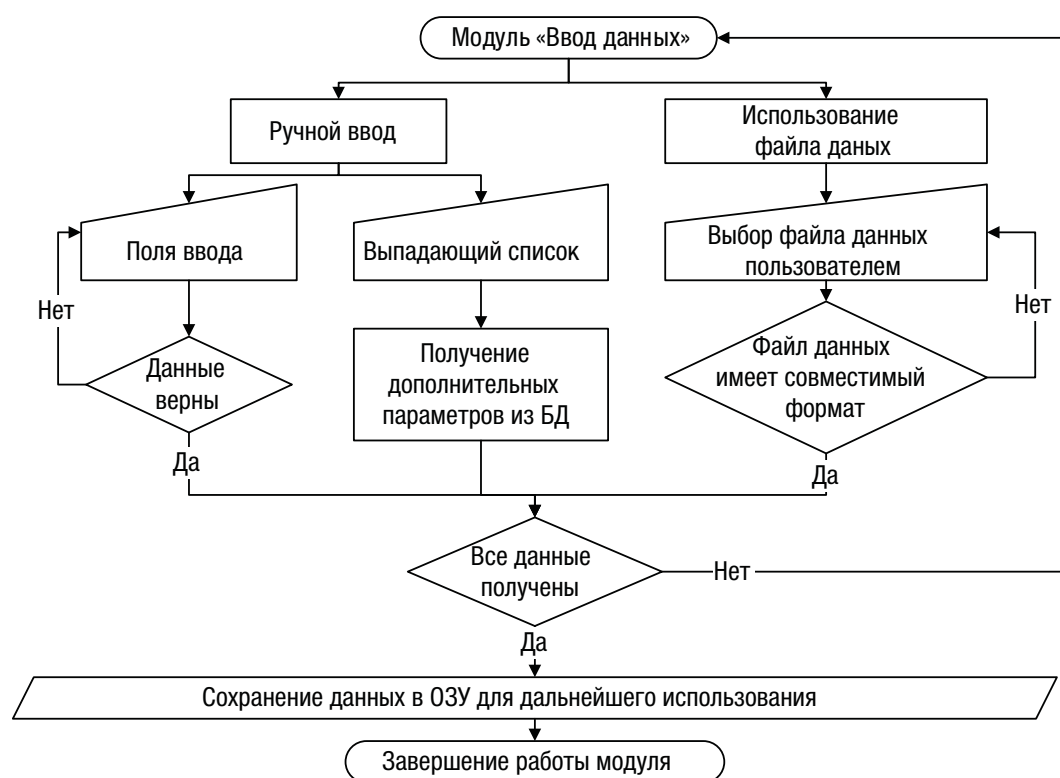 Модуль «Ввод данных»
Ручной ввод
Использование
файла даных
Поля ввода
Выпадающий список
Выбор файла данных
пользователем
Нет
Нет
Данные
верны
Получение
дополнительных
параметров из БД
Файл данных
имеет совместимый
формат
Да
Да
Все данные
получены
Нет
Да
Сохранение данных в ОЗУ для дальнейшего использования
Завершение работы модуля